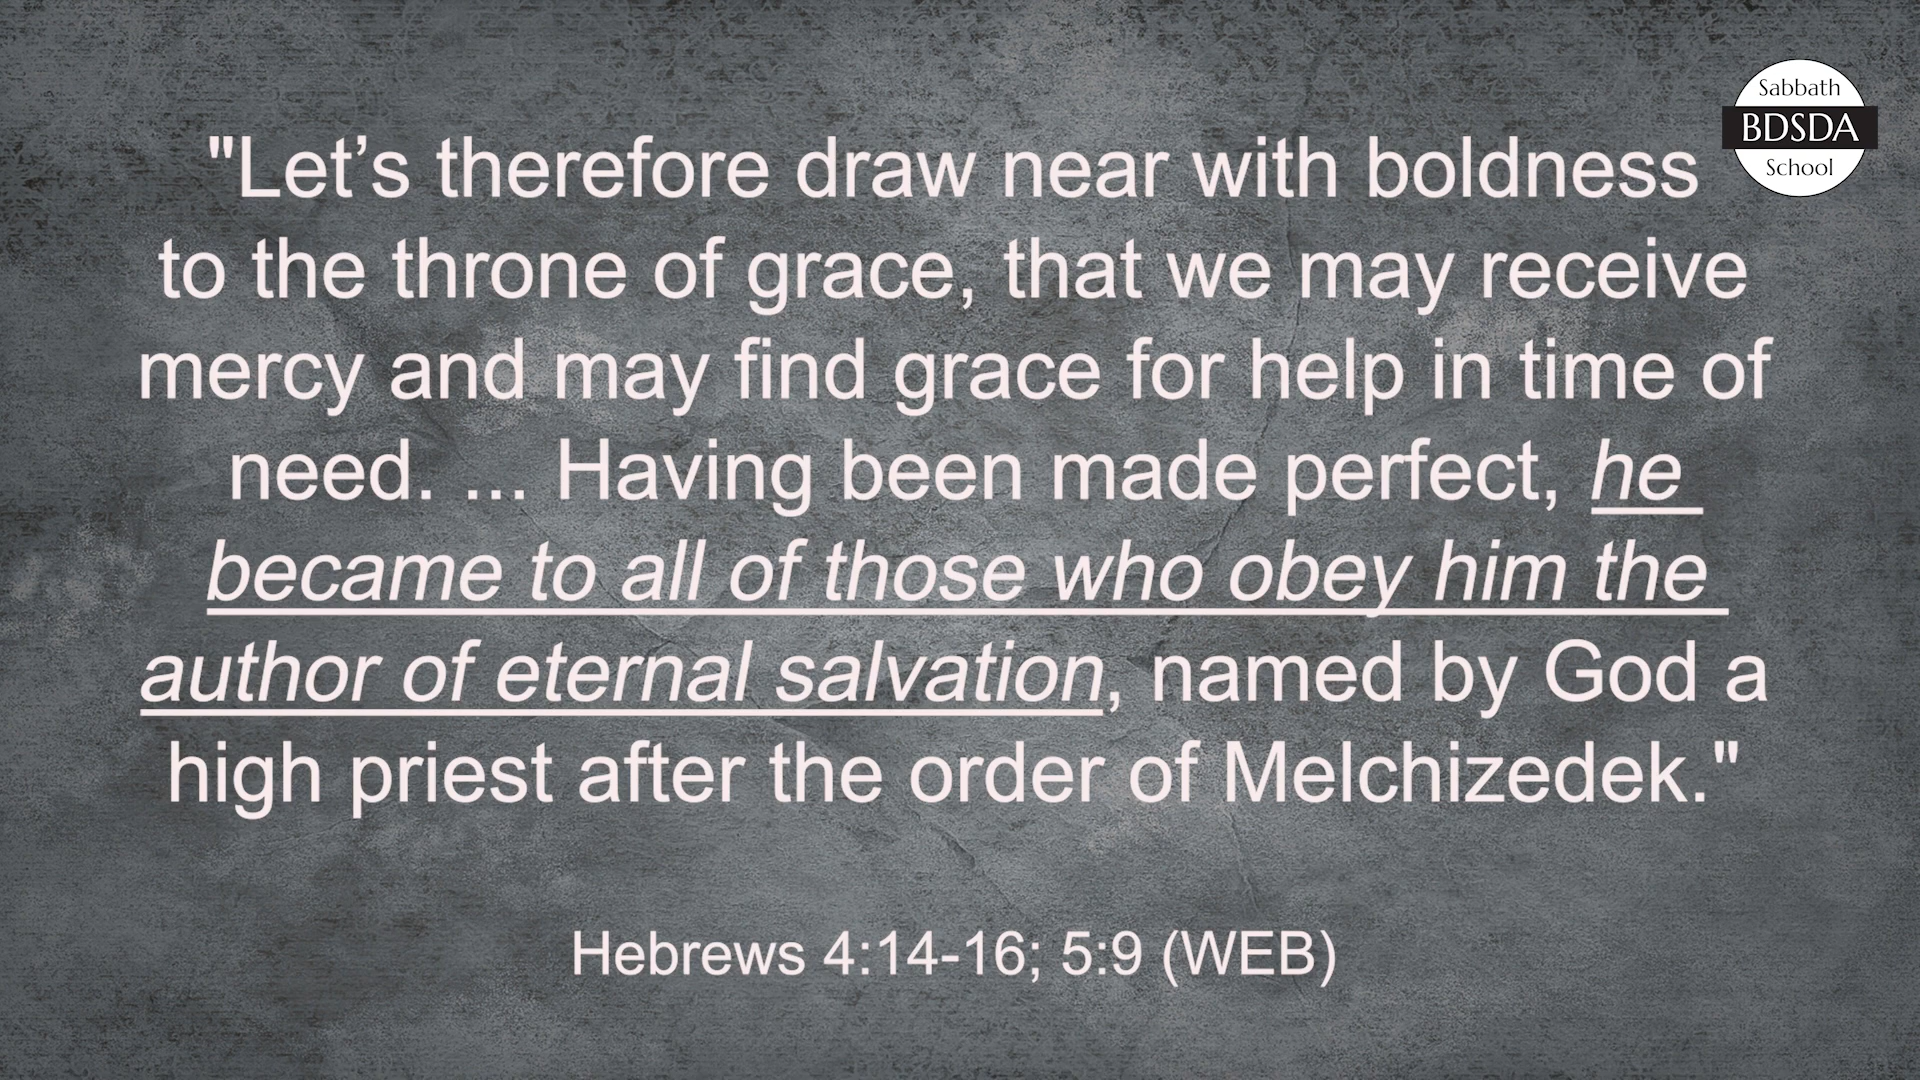 Sabbath
BDSDA
School
"Let’s therefore draw near with boldness
to the throne of grace, that we may receive
mercy and may find grace for help in time of
need. ... Having been made perfect, he
became to all of those who obey him the
author of eternal salvation, named by God a
high priest after the order of Melchizedek."
Hebrews 4:14-16; 5:9 (WEB)